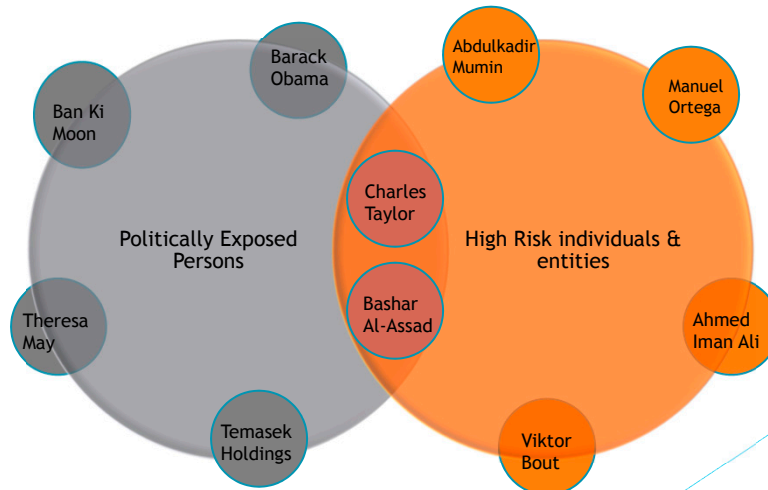 Barack
Obama
Abdulkadir
Mumin
Ban Ki
Moon
Manuel
Ortega
Charles
Taylor
Politically Exposed
Persons
High Risk individuals &
entities
Bashar
Al-Assad
Theresa
May
Ahmed
Iman Ali
Temasek
Holdings
Viktor
Bout